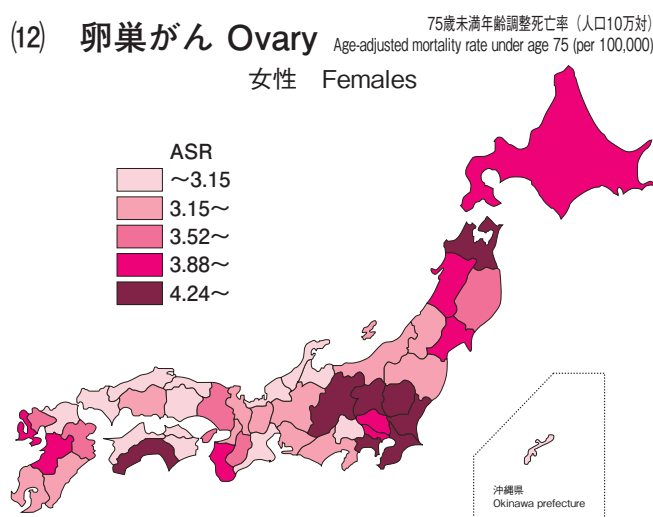 ⑿ 卵巣がん Ovary
75歳未満年齢調整死亡率（人口10万対）
Age-adjusted mortality rate under age 75 (per 100,000)
女性 Females
ASR
～3.15
3.15～
3.52～
3.88～
4.24～
沖縄県
Okinawa prefecture